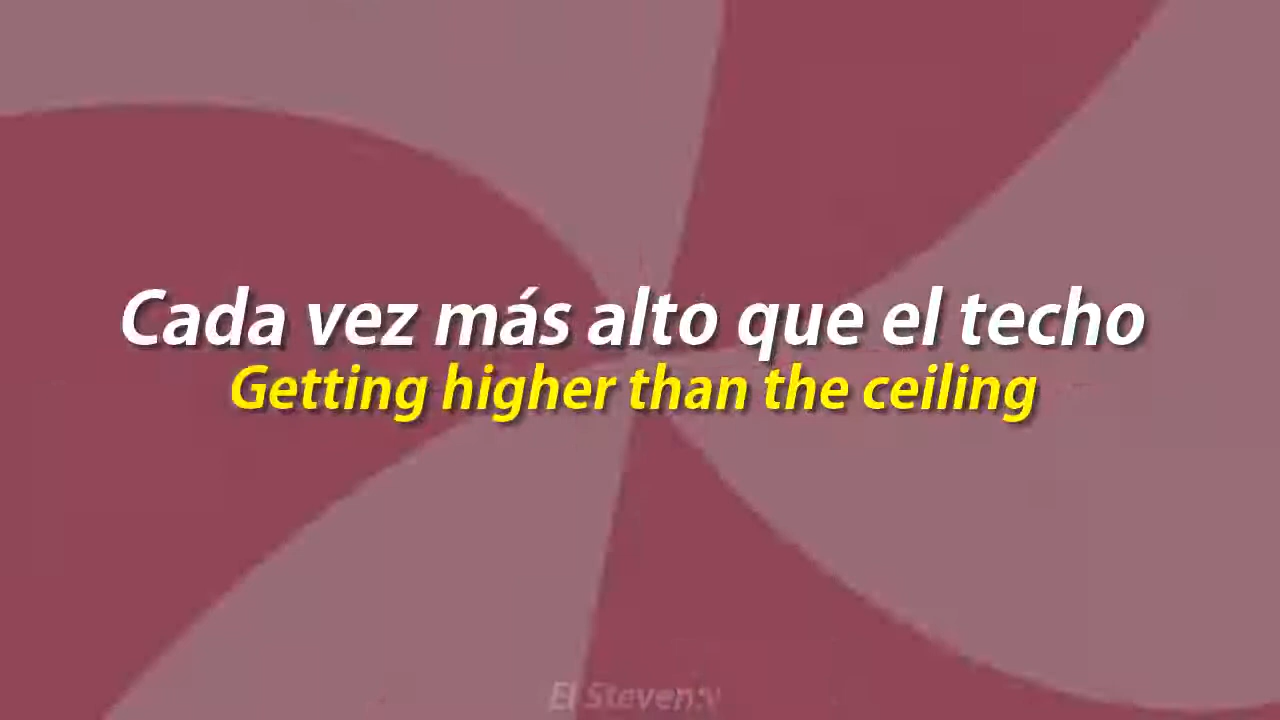 Cada vez más alto que el techo
Getting higher than the ceiling
El Steven:v